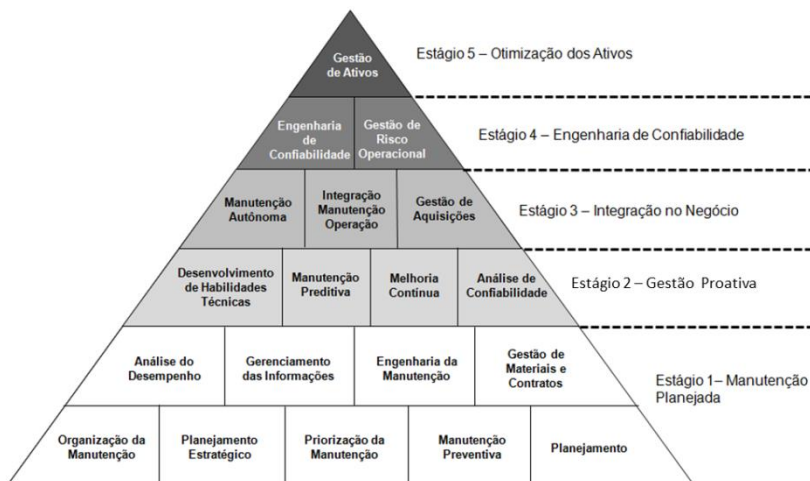 Gestão
de Ativos
Estágio 5 – Otimização dos Ativos
Engenharia
de
Confiabilidade
Gestão de
Risco
Operacional
Estágio 4 – Engenharia de Confiabilidade
Manutenção
Autônoma
Integração
Manutenção
Operação
Gestão de
Aquisições
Estágio 3 – Integração no Negócio
Desenvolvimento
de Habilidades
Técnicas
Manutenção
Preditiva
Melhoria
Contínua
Análise de
Confiabilidade
Estágio 2 – Gestão Proativa
Análise do
Desempenho
Gerenciamento
das Informações
Engenharia da
Manutenção
Gestão de
Materiais e
Contratos
Estágio 1– Manutenção
Planejada
Organização da
Manutenção
Planejamento
Estratégico
Priorização da
Manutenção
Manutenção
Preventiva
Planejamento